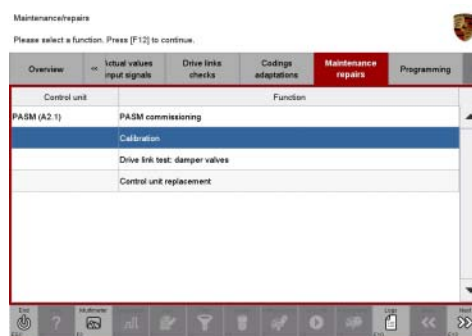 Maintenance/repairs
Please select a function. Press [F12] to continue.
Overview
<<
Actual values
input signals
Drive links
checks
Codings
adaptations
Maintenance
repairs
Programming
Control unit
Function
PASM (A2.1)
PASM commissioning
Calibration
Drive link test: damper valves
Control unit replacement
End
Multimeter
?